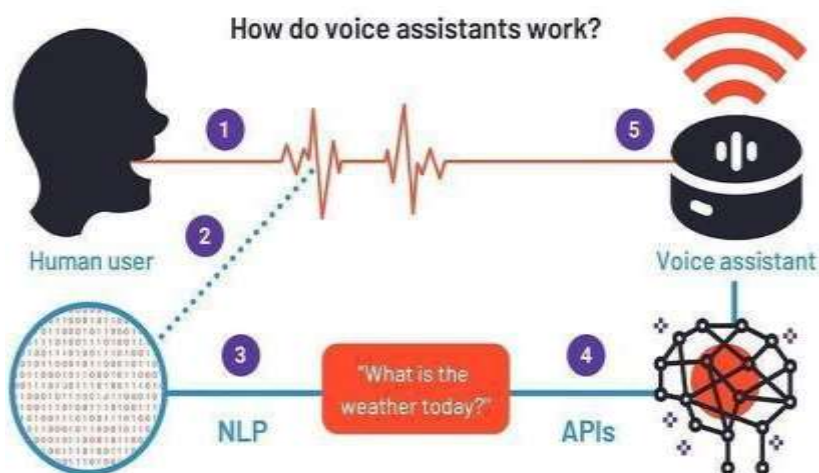 How do voice assistants work?
1
5
2
Human user
Voice assistant
3
4
"What is the
weather today?"
NLP
APIs